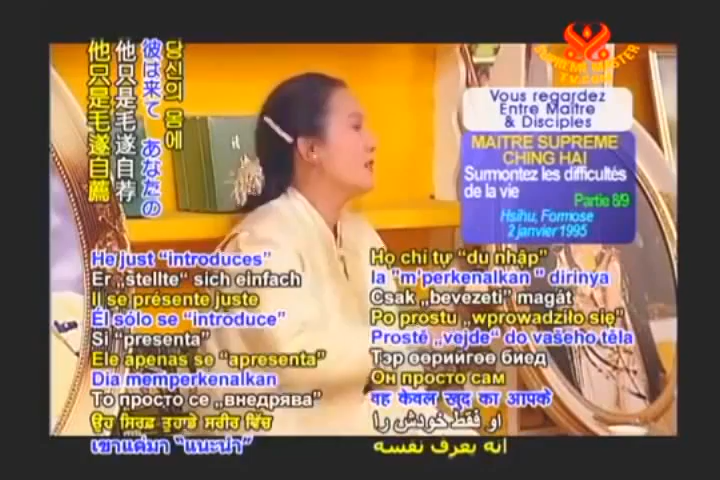 당신의 몸에
彼は来て あなたの
他只是毛遂自荐
他只是毛遂自薦
SUPREME MASTER
TV.com
Vous regardez
Entre Maître
& Disciples
MAITRE SUPREME
CHING HAI
Surmontez les difficultés
de la vie
Partie 8/9
Hsihu, Formose
2 janvier 1995
He just “introduces”
Er „stellte“ sich einfach
Il se présente juste
Él sólo se “introduce”
Si “presenta”
Ele apenas se “apresenta”
Dia memperkenalkan
То просто се „внедрява“
ਉਹ ਸਿਰਫ਼ ਤੁਹਾਡੇ ਸਰੀਰ ਵਿੱਚ
เขาแค่มา “แนะนำ”
Họ chỉ tự “du nhập”
Ia "m'perkenalkan " dirinya
Csak „bevezeti” magát
Po prostu „wprowadziło się”
Prostě „vejde“ do vašeho těla
Тэр өөрийгөө биед
Он просто сам
वह केवल खुद का आपके
او فقط خودش را
انه يعرف نفسه